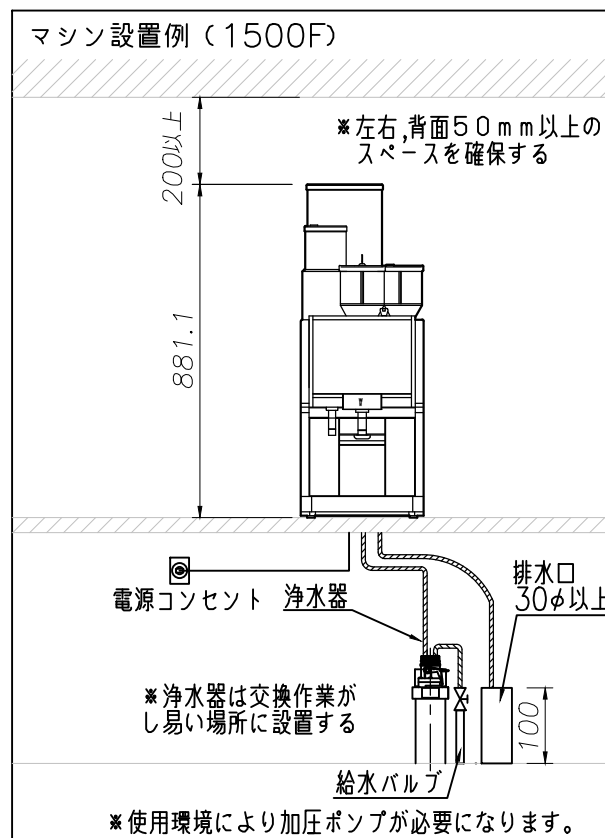 マシン設置例（1500F）
200以上
※左右,背面50mm以上の
スペースを確保する
881.1
電源コンセント
浄水器
排水口
30φ以上
※浄水器は交換作業が
し易い場所に設置する
100
給水バルブ
※使用環境により加圧ポンプが必要になります。